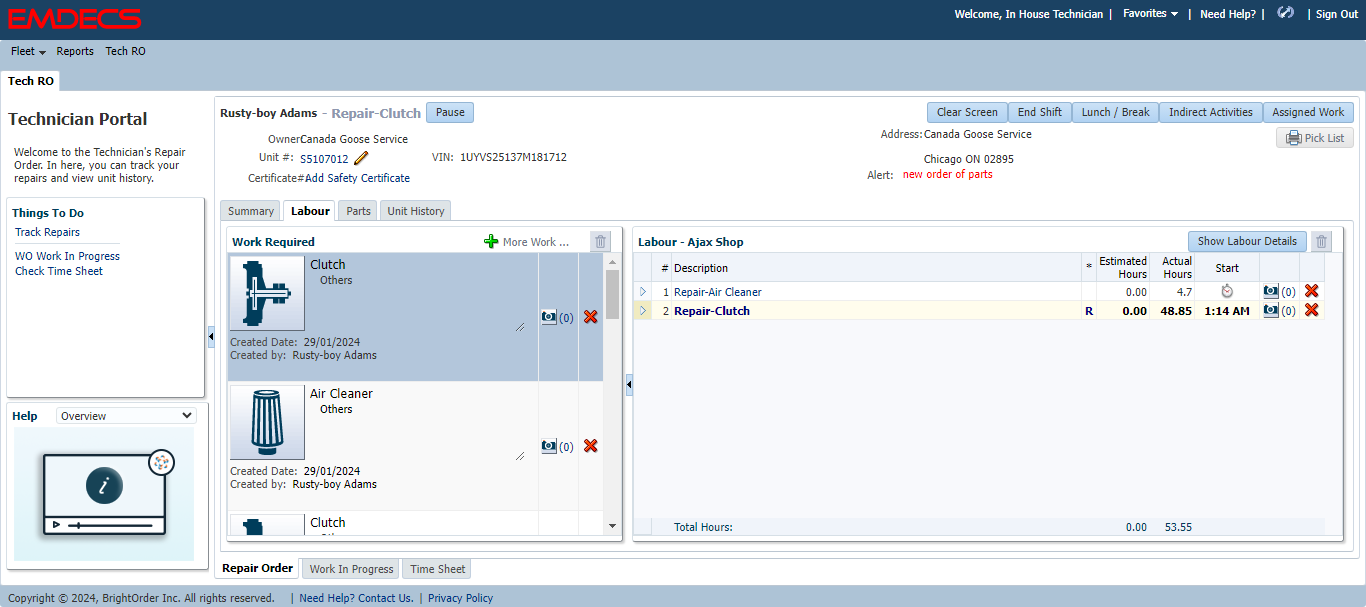 EMDECS
Welcome, In House Technician | Favorites | Need Help? | | Sign Out
Fleet Reports Tech RO
Tech RO
Technician Portal
Welcome to the Technician's Repair
Order. In here, you can track your
repairs and view unit history.
Things To Do
Track Repairs
WO Work In Progress
Check Time Sheet
Help Overview
i
Rusty-boy Adams - Repair-Clutch Pause
Clear Screen End Shift Lunch / Break Indirect Activities Assigned Work
OwnerCanada Goose Service
Address: Canada Goose Service
Pick List
Unit #: S5107012 VIN: 1UYVS25137M181712
Chicago ON 02895
Certificate#Add Safety Certificate
Alert: new order of parts
Summary Labour Parts Unit History
Work Required More Work ...
Clutch
Others
(0)
Created Date: 29/01/2024
Created by: Rusty-boy Adams
Air Cleaner
Others
(0)
Created Date: 29/01/2024
Created by: Rusty-boy Adams
Clutch
Labour - Ajax Shop Show Labour Details
# Description * Estimated Hours Actual Hours Start
1 Repair-Air Cleaner 0.00 4.7 (0)
2 Repair-Clutch R 0.00 48.85 1:14 AM (0)
Total Hours: 0.00 53.55
Repair Order Work In Progress Time Sheet
Copyright © 2024, BrightOrder Inc. All rights reserved. | Need Help? Contact Us. | Privacy Policy